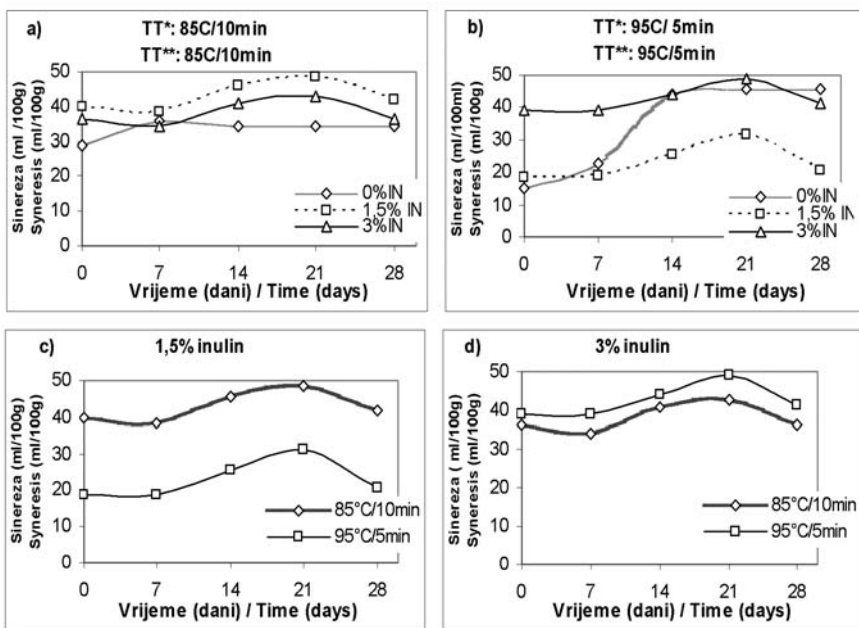 a)
TT*: 85C/10min
TT**: 85C/10min
Sinereza (ml /100g)
Syneresis (ml/100g)
50
40
30
20
10
0
0%IN
1,5% IN
3%IN
0 7 14 21 28
Vrijeme (dani) / Time (days)
b)
TT*: 95C/ 5min
TT**: 95C/5min
Sinereza (ml/100ml)
Syneresis (ml/100g)
50
40
30
20
10
0
0%IN
1,5% IN
3%IN
0 7 14 21 28
Vrijeme (dani) / Time (days)
c)
1,5% inulin
Sinereza (ml/100g)
Syneresis (ml/100g)
50
40
30
20
10
0
85°C/10min
95°C/5min
0 7 14 21 28
Vrijeme (dani) / Time (days)
d)
3% inulin
Sinereza ( ml/100g)
Syneresis (ml/100g)
50
40
30
20
10
0
85°C/10min
95°C/5min
0 7 14 21 28
Vrijeme (dani) / Time (days)